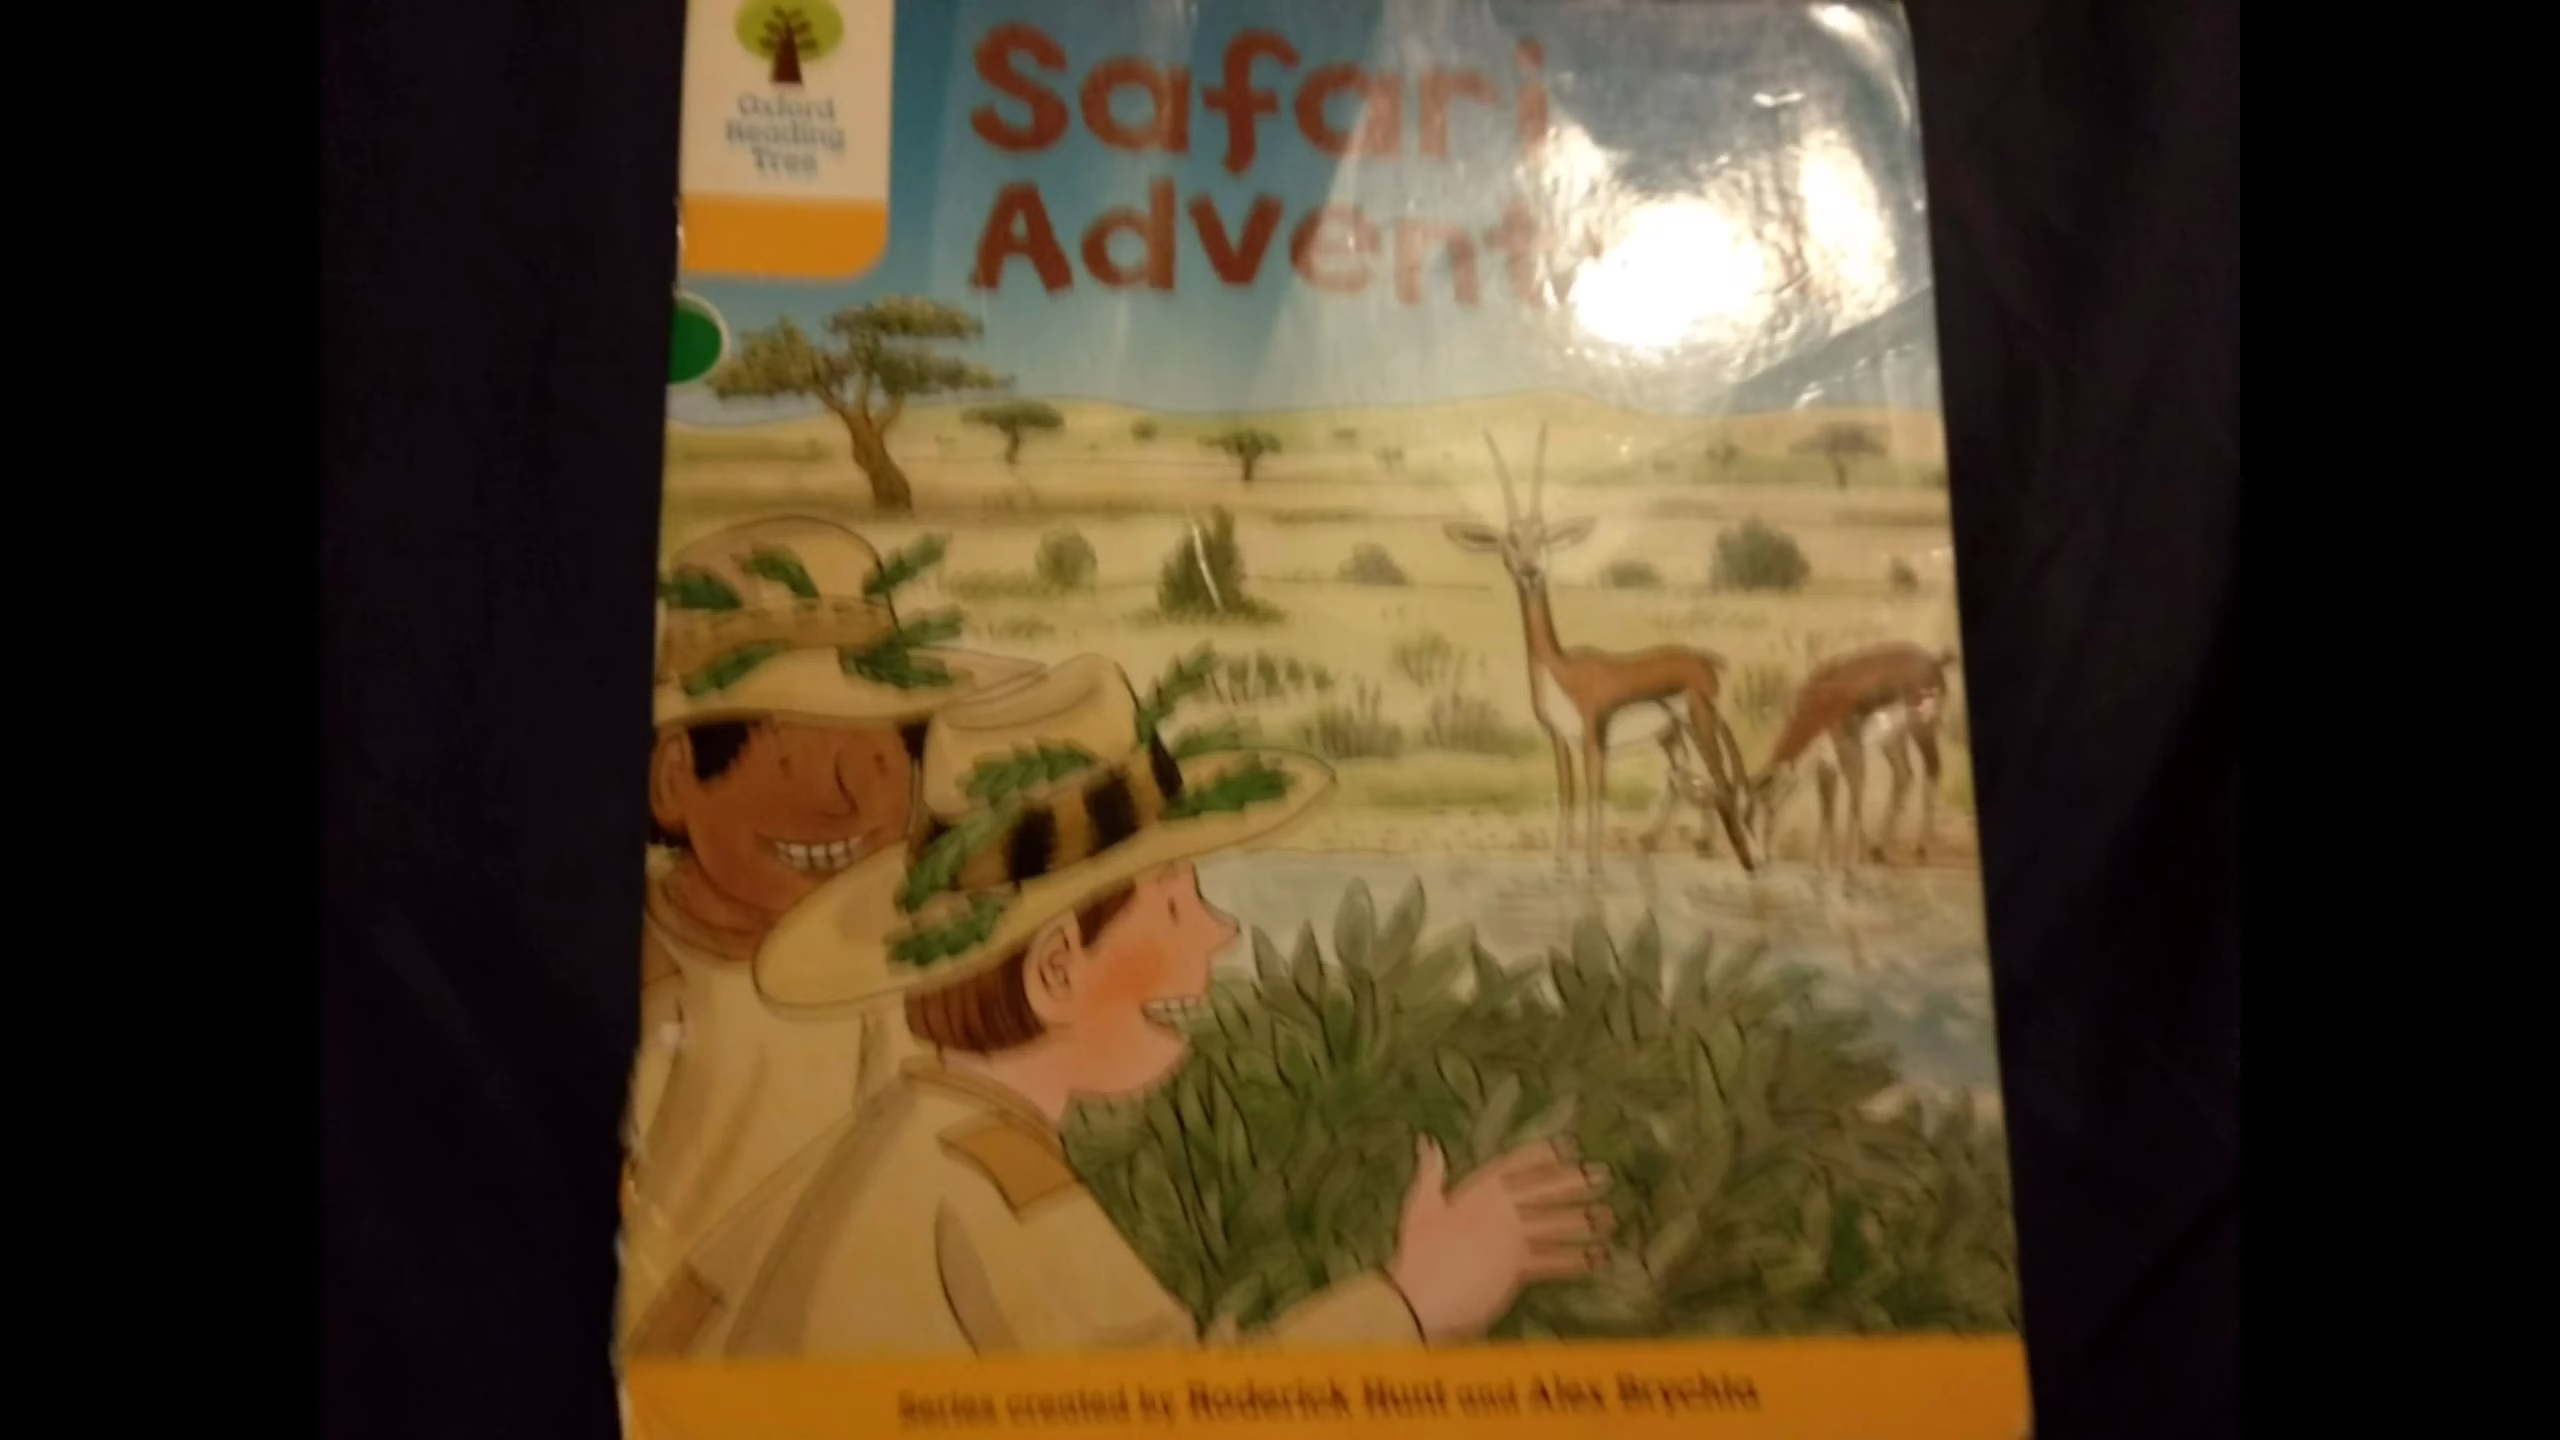 Oxford
Reading
Tree
Safari
Advent
Series created by Roderick Hunt and Alex Brychta